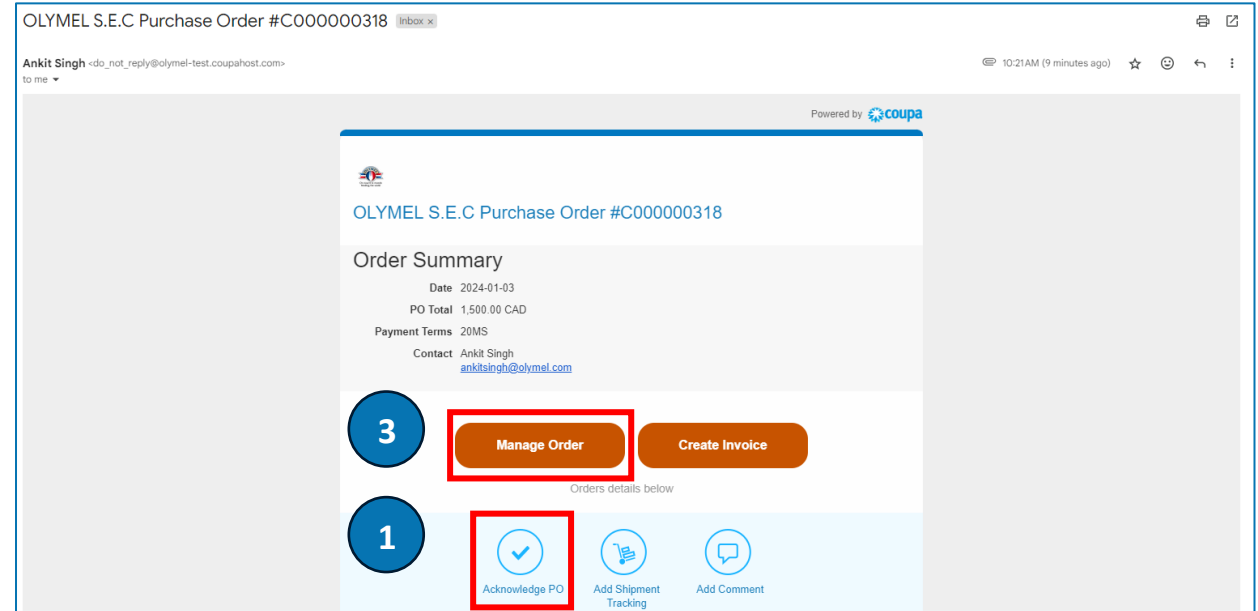 OLYMEL S.E.C Purchase Order #C000000318 Inbox x
Ankit Singh <do_not_reply@olymel-test.coupahost.com> 10:21 AM (9 minutes ago)
to me
Powered by coupa
OLYMEL S.E.C Purchase Order #C000000318
Order Summary
Date 2024-01-03
PO Total 1,500.00 CAD
Payment Terms 20MS
Contact Ankit Singh
ankitsingh@olymel.com
3
Manage Order Create Invoice
Orders details below
1
Acknowledge PO Add Shipment Add Comment
Tracking